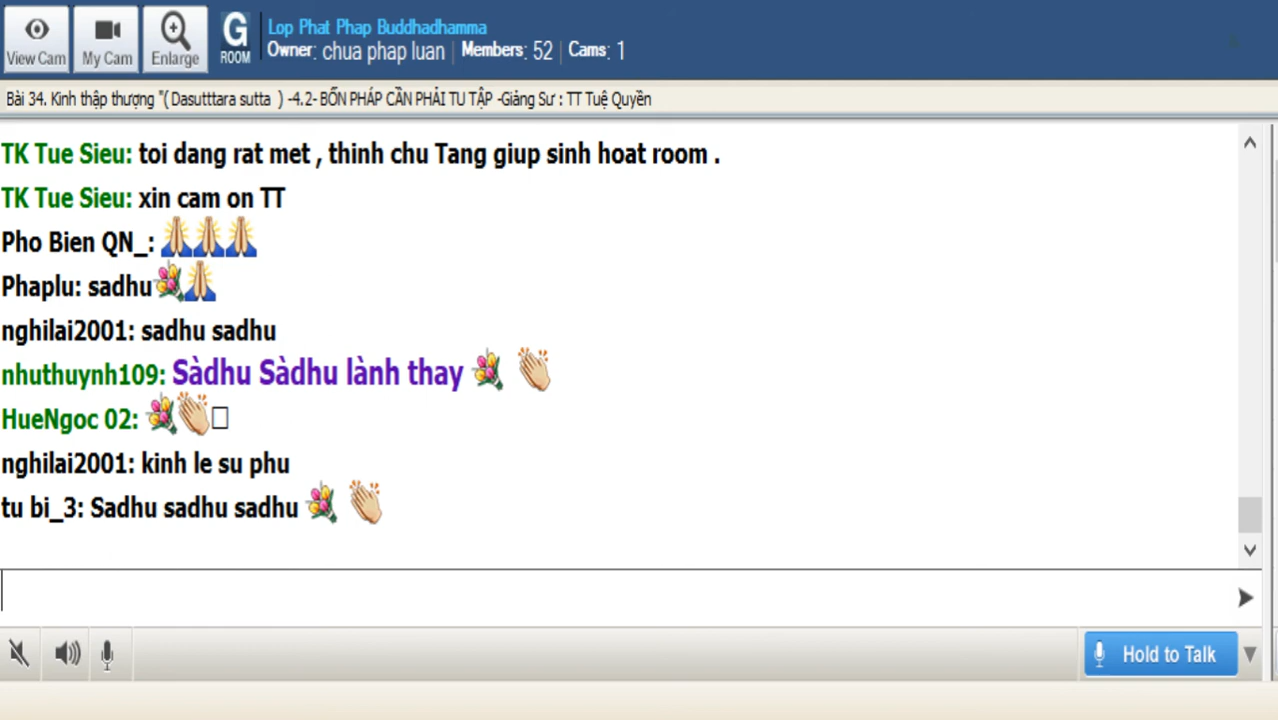 Lop Phat Phap Buddhadhamma
View Cam My Cam Enlarge G ROOM Owner: chua phap luan | Members: 52 | Cams: 1
Bài 34. Kinh thập thượng "( Dasutttara sutta ) -4.2- BỐN PHÁP CẦN PHẢI TU TẬP -Giảng Sư : TT Tuệ Quyền
TK Tue Sieu: toi dang rat met , thinh chu Tang giup sinh hoat room .
TK Tue Sieu: xin cam on TT
Pho Bien QN_: 🙏🙏🙏
Phaplu: sadhu💐🙏
nghilai2001: sadhu sadhu
nhuthuynh109: Sàdhu Sàdhu lành thay 💐 👏
HueNgoc 02: 💐👏□
nghilai2001: kinh le su phu
tu bi_3: Sadhu sadhu sadhu 💐 👏
Hold to Talk